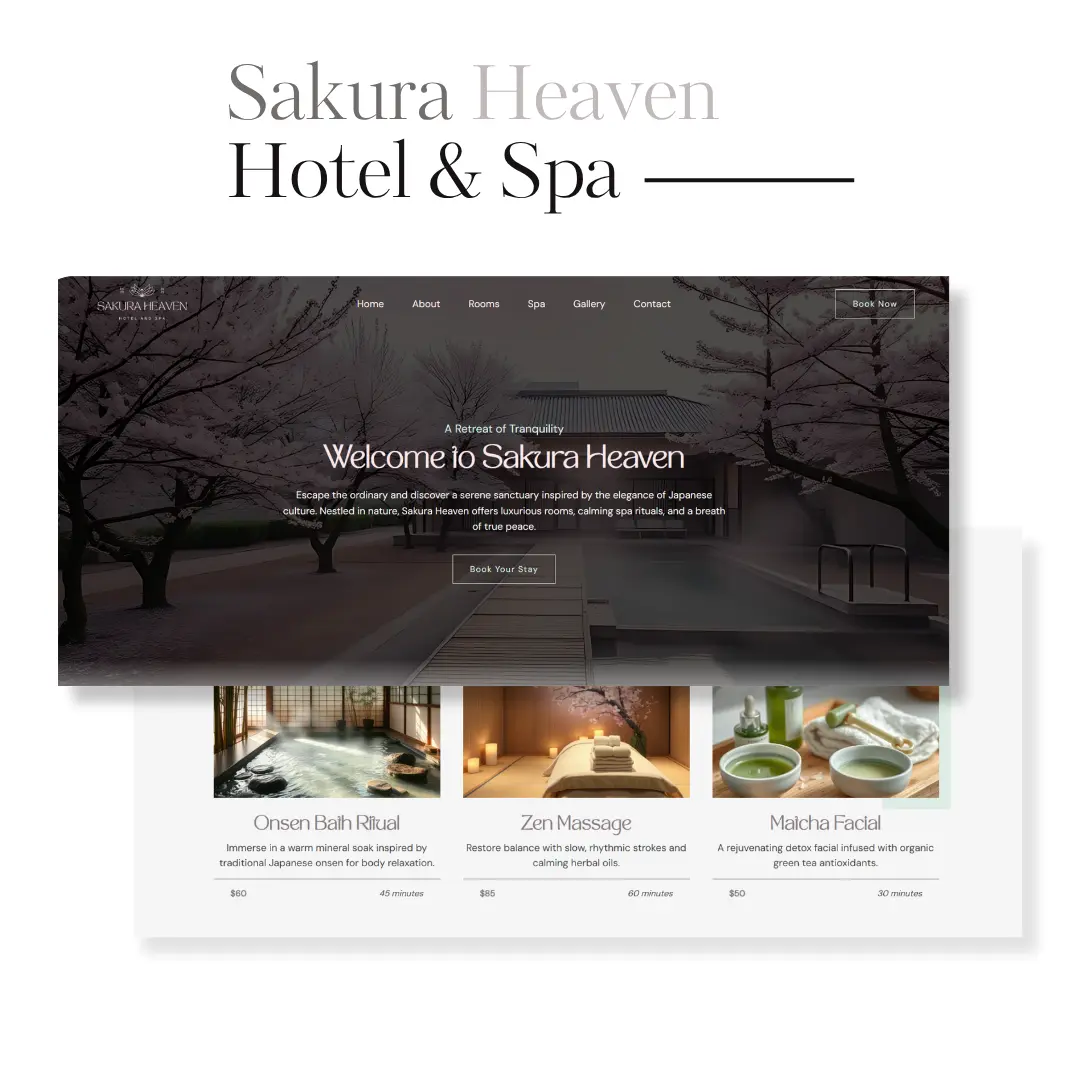 Sakura Heaven
Hotel & Spa
SAKURA HEAVEN
HOTEL AND SPA
Home About Rooms Spa Gallery Contact
Book Now
A Retreat of Tranquility
Welcome to Sakura Heaven
Escape the ordinary and discover a serene sanctuary inspired by the elegance of Japanese
culture. Nestled in nature, Sakura Heaven offers luxurious rooms, calming spa rituals, and a breath
of true peace.
Book Your Stay
Onsen Bath Ritual
Immerse in a warm mineral soak inspired by
traditional Japanese onsen for body relaxation.
$60 45 minutes
Zen Massage
Restore balance with slow, rhythmic strokes and
calming herbal oils.
$85 60 minutes
Matcha Facial
A rejuvenating detox facial infused with organic
green tea antioxidants.
$50 30 minutes